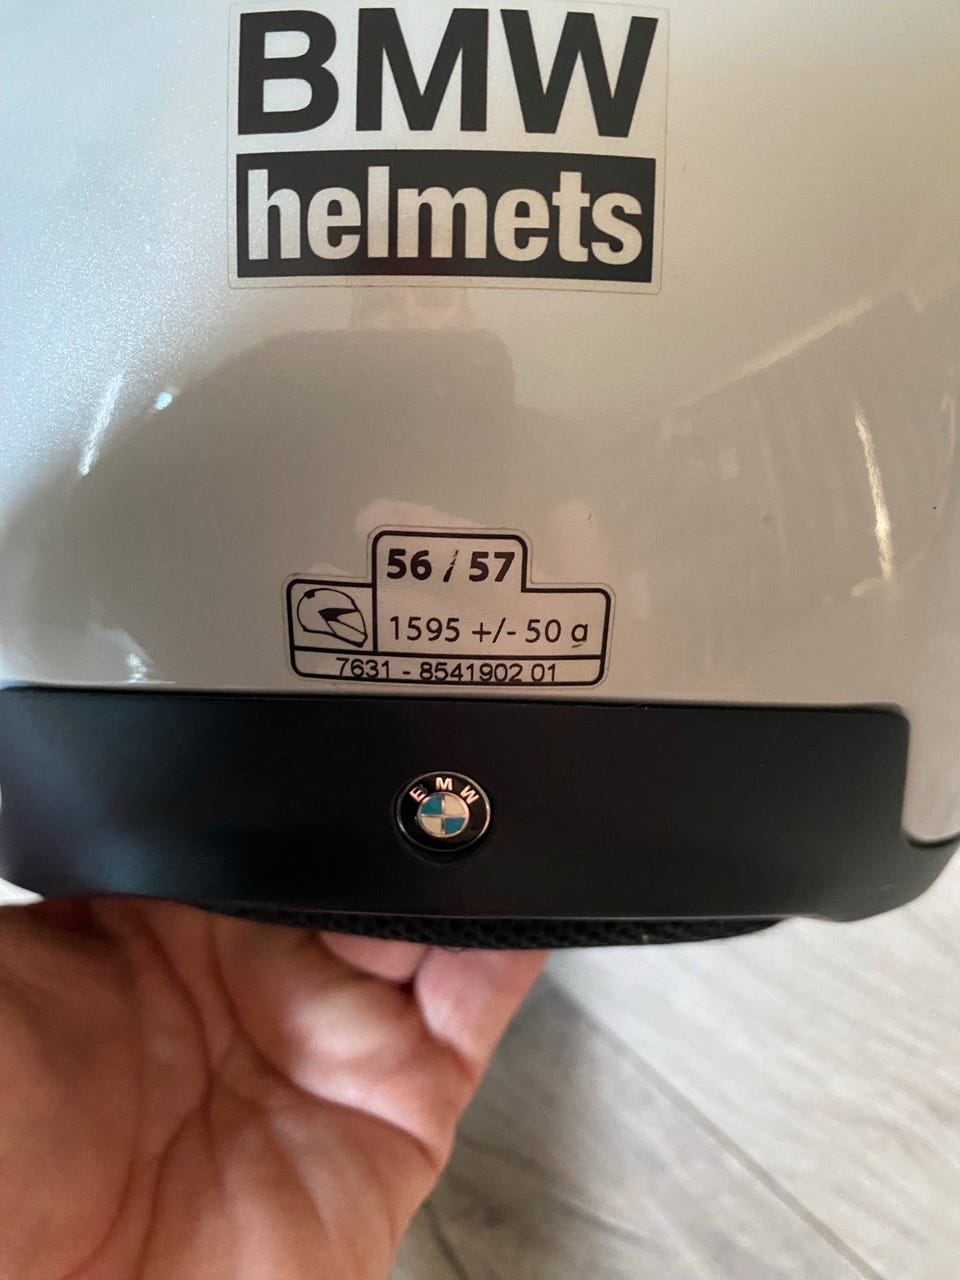 BMW
helmets
56 / 57
1595 +/- 50 g
7631 - 8541902 01
BMW